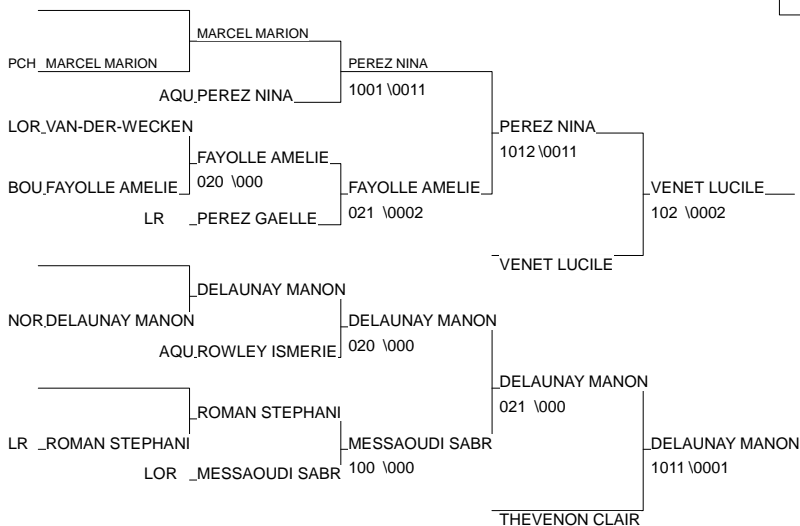 MARCEL MARION
PCH MARCEL MARION
PEREZ NINA
1001 \0011
AQU PEREZ NINA
LOR VAN-DER-WECKEN
PEREZ NINA
1012 \0011
FAYOLLE AMELIE
020 \000
BOU FAYOLLE AMELIE
FAYOLLE AMELIE
021 \0002
VENET LUCILE
102 \0002
LR PEREZ GAELLE
VENET LUCILE
DELAUNAY MANON
NOR DELAUNAY MANON
DELAUNAY MANON
020 \000
AQU ROWLEY ISMERIE
DELAUNAY MANON
021 \000
ROMAN STEPHANI
LR ROMAN STEPHANI
MESSAOUDI SABR
100 \000
DELAUNAY MANON
1011 \0001
LOR MESSAOUDI SABR
THEVENON CLAIR